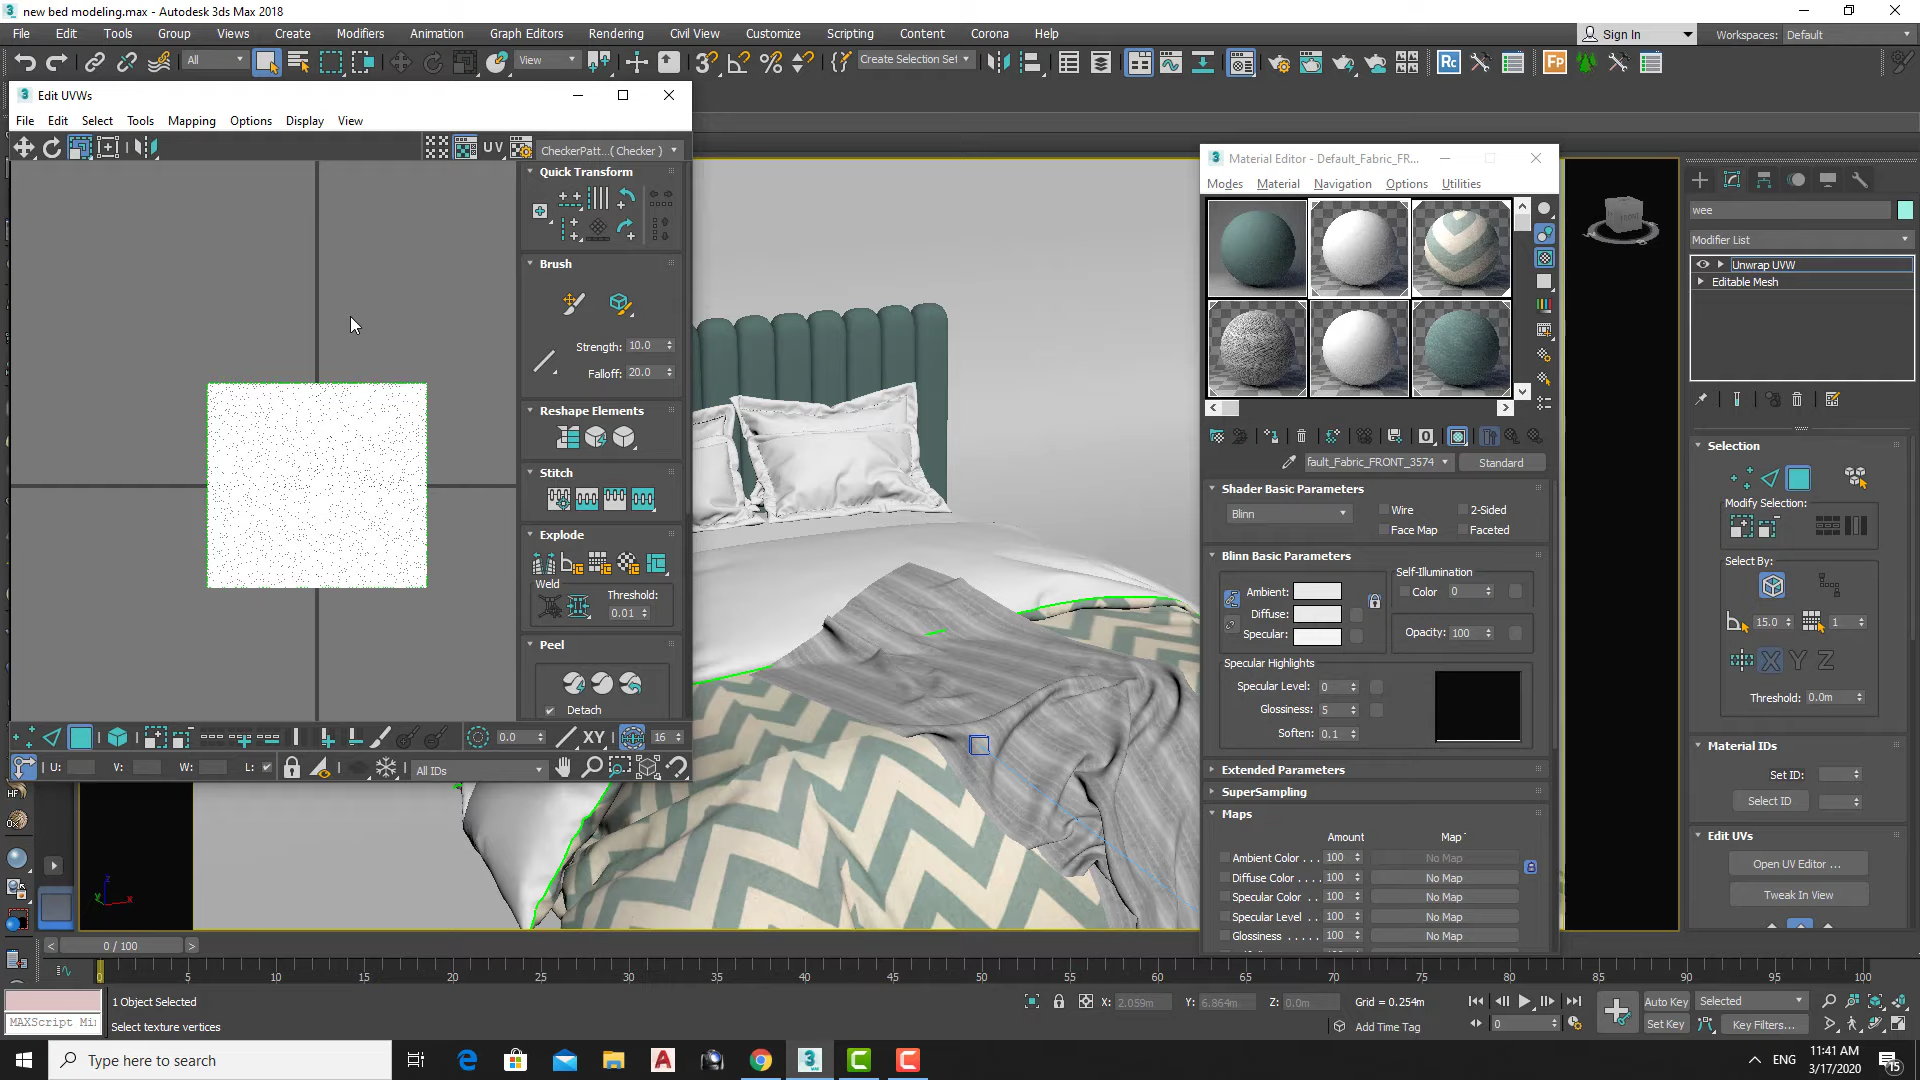 new bed modeling.max - Autodesk 3ds Max 2018
File Edit Tools Group Views Create Modifiers Animation Graph Editors Rendering Civil View Customize Scripting Content Corona Help
Sign In
Workspaces: Default
All
View
Create Selection Set
Rc
Fp
Edit UVWs
File Edit Select Tools Mapping Options Display View
UV
CheckerPatt...( Checker )
Quick Transform
Brush
Strength: 10.0
Falloff: 20.0
Reshape Elements
Stitch
Explode
Weld
Threshold:
0.01
Peel
Detach
0.0
XY
16
U:
V:
W:
L:
All IDs
Material Editor - Default_Fabric_FR...
Modes Material Navigation Options Utilities
fault_Fabric_FRONT_3574
Standard
Shader Basic Parameters
Blinn
Wire
2-Sided
Face Map
Faceted
Blinn Basic Parameters
Self-Illumination
Ambient:
Color 0
Diffuse:
Specular:
Opacity: 100
Specular Highlights
Specular Level: 0
Glossiness: 5
Soften: 0.1
Extended Parameters
SuperSampling
Maps
Amount
Map
Ambient Color . . . 100 No Map
Diffuse Color . . . . 100 No Map
Specular Color . . . 100 No Map
Specular Level . . 100 No Map
Glossiness . . . . . 100 No Map
FRONT
wee
Modifier List
Unwrap UVW
Editable Mesh
Selection
Modify Selection:
Select By:
15.0
1
X Y Z
Threshold: 0.0m
Material IDs
Set ID:
Select ID
Edit UVs
Open UV Editor ...
Tweak In View
HF
z
y
x
0 / 100
0 5 10 15 20 25 30 35 40 45 50 55 60 65 70 75 80 85 90 95 100
1 Object Selected
MAXScript Mi
Select texture vertices
X: 2.059m
Y: 6.864m
Z: 0.0m
Grid = 0.254m
Add Time Tag
0
Auto Key
Selected
Set Key
Key Filters...
Type here to search
ENG
11:41 AM
3/17/2020
15